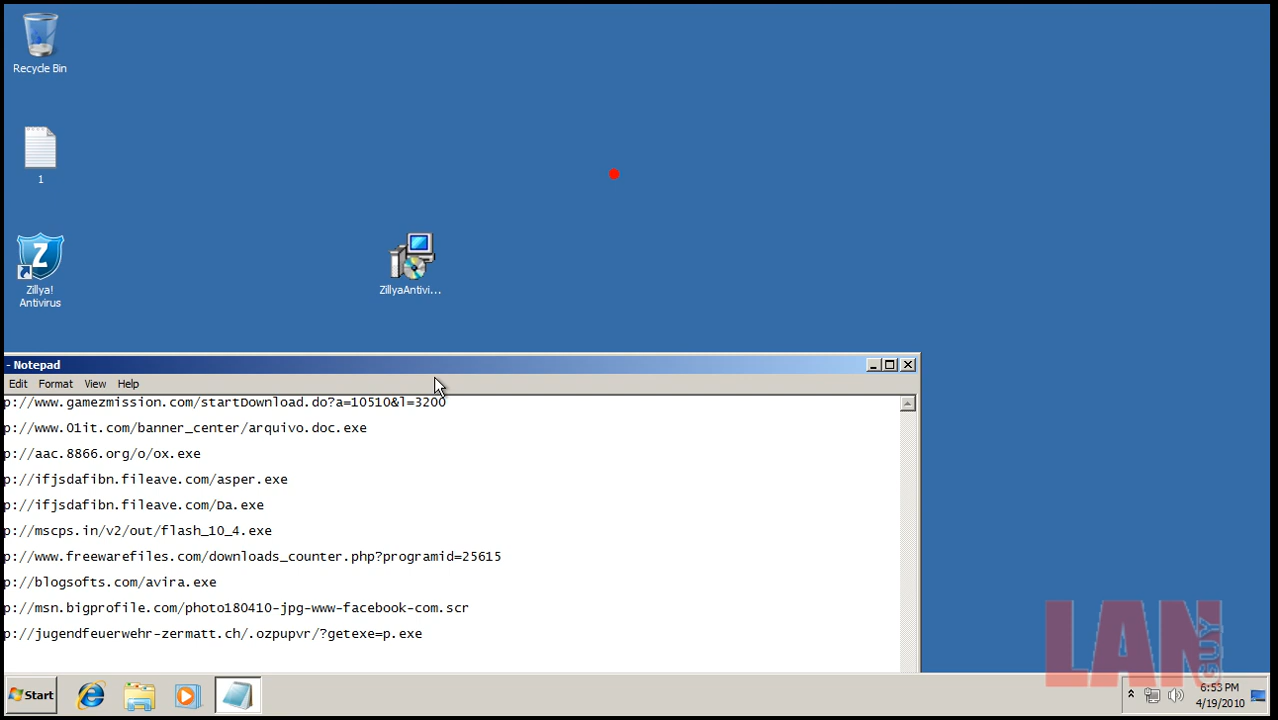 Recycle Bin
1
Zillya!
Antivirus
ZillyaAntivi...
- Notepad
Edit Format View Help
p://www.gamezmission.com/startDownload.do?a=10510&l=3200
p://www.01it.com/banner_center/arquivo.doc.exe
p://aac.8866.org/o/ox.exe
p://ifjsdafibn.fileave.com/asper.exe
p://ifjsdafibn.fileave.com/Da.exe
p://mscps.in/v2/out/flash_10_4.exe
p://www.freewarefiles.com/downloads_counter.php?programid=25615
p://blogsofts.com/avira.exe
p://msn.bigprofile.com/photo180410-jpg-www-facebook-com.scr
p://jugendfeuerwehr-zermatt.ch/.ozpupvr/?getexe=p.exe
LAN GUY
Start
6:53 PM
4/19/2010